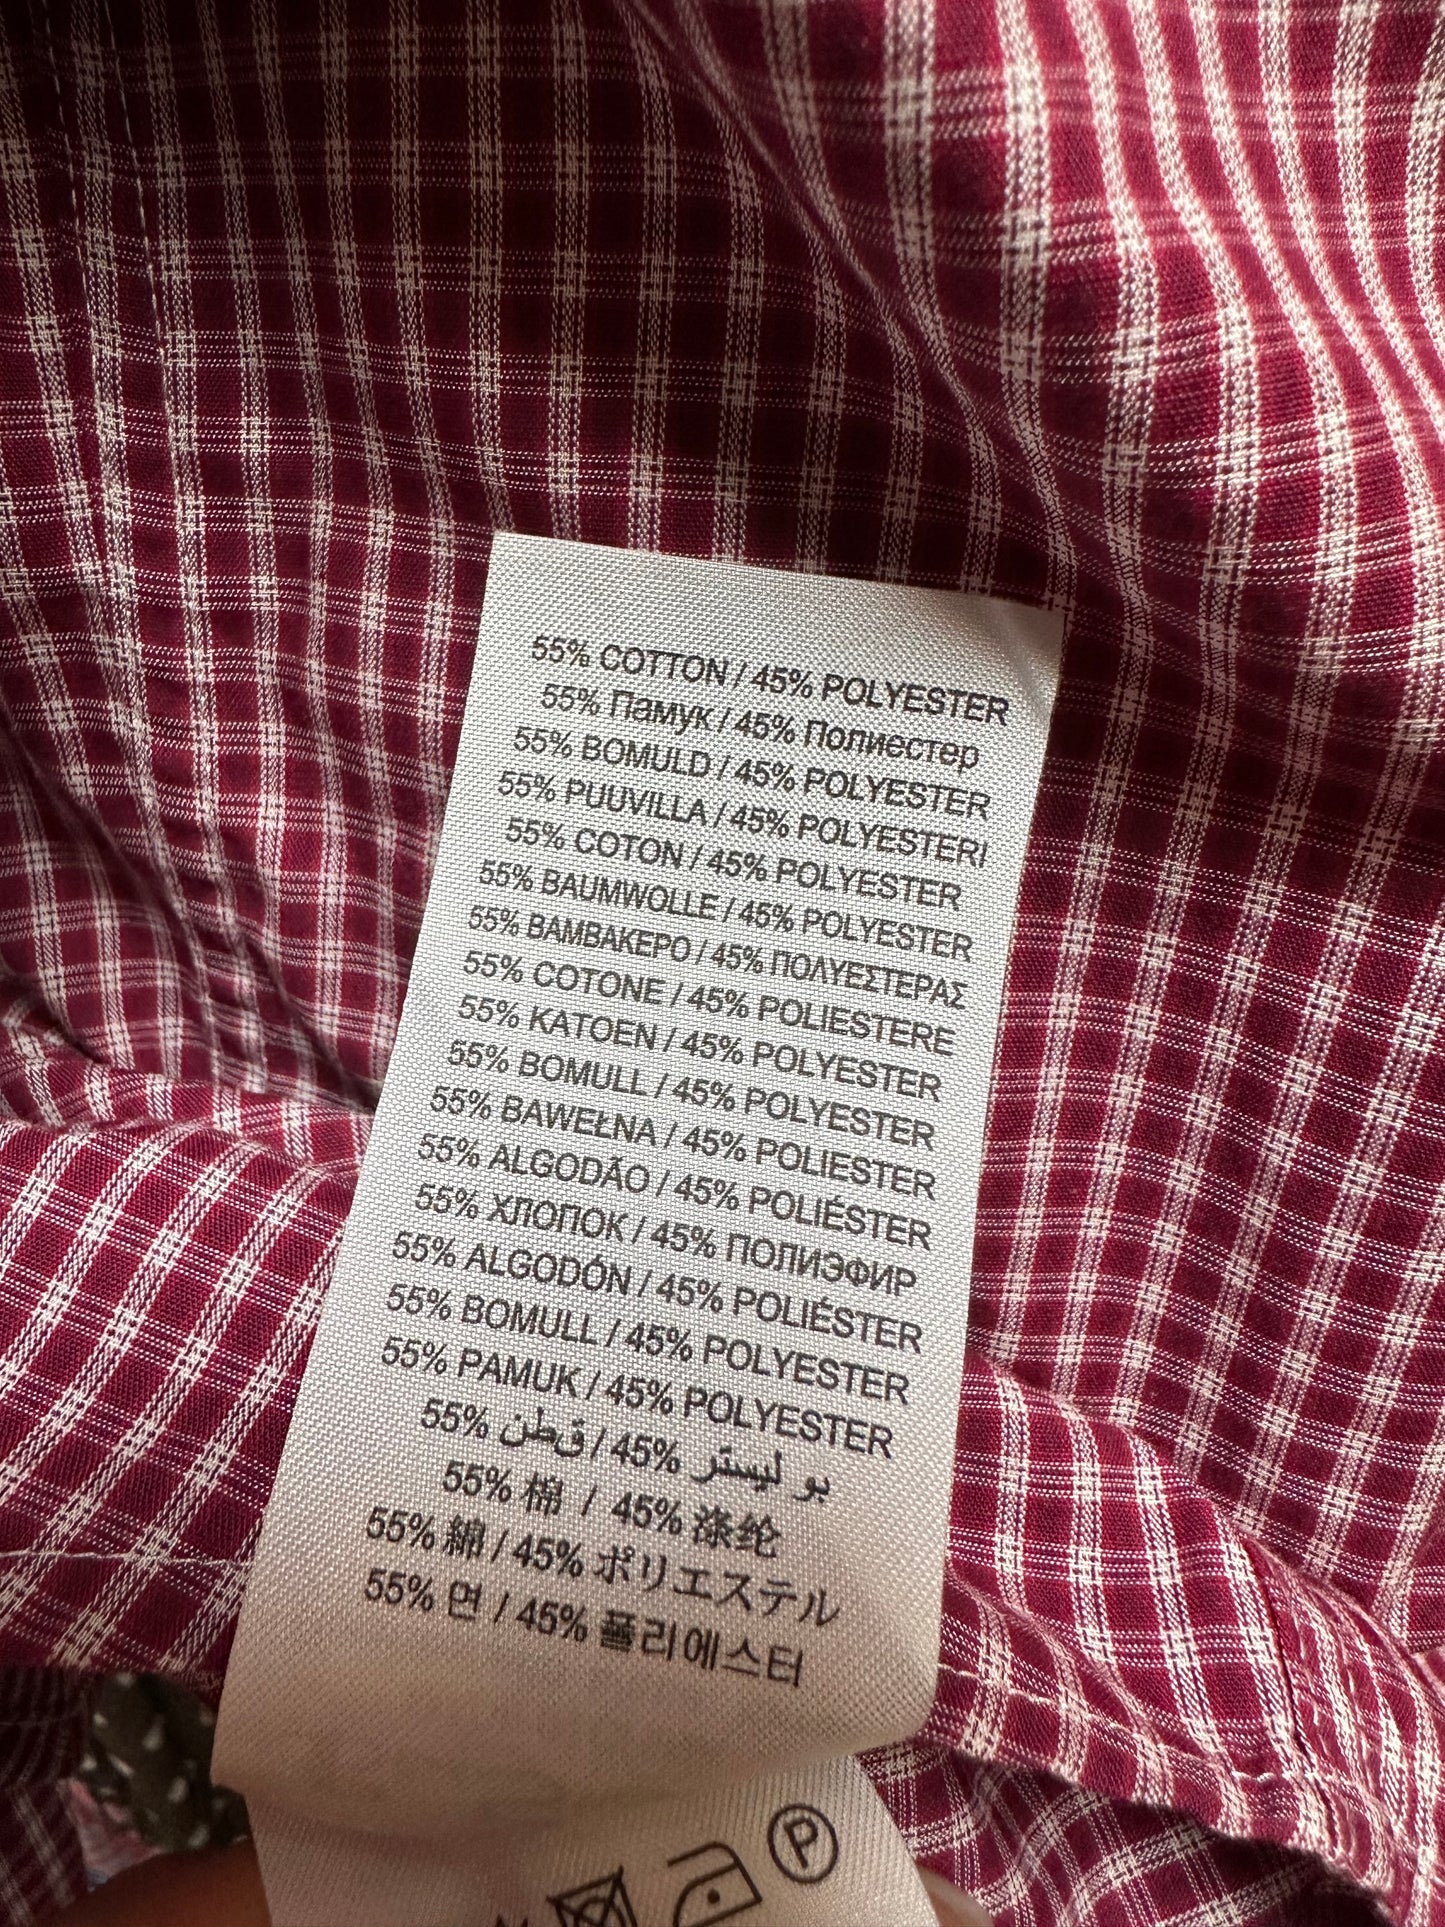 55% COTTON / 45% POLYESTER
55% Памук / 45% Полиестер
55% BOMULD / 45% POLYESTER
55% PUUVILLA / 45% POLYESTERI
55% COTON / 45% POLYESTER
55% BAUMWOLLE / 45% POLYESTER
55% ΒΑΜΒΑΚΕΡΟ / 45% ΠΟΛΥΕΣΤΕΡΑΣ
55% COTONE / 45% POLIESTERE
55% KATOEN / 45% POLYESTER
55% BOMULL / 45% POLYESTER
55% BAWEŁNA / 45% POLIESTER
55% ALGODÃO / 45% POLIÉSTER
55% ХЛОПОК / 45% ПОЛИЭФИР
55% ALGODÓN / 45% POLIÉSTER
55% BOMULL / 45% POLYESTER
55% PAMUK / 45% POLYESTER
55% قطن / 45% بو ليستر
55% 棉 / 45% 涤纶
55% 綿 / 45% ポリエステル
55% 면 / 45% 폴리에스터
P